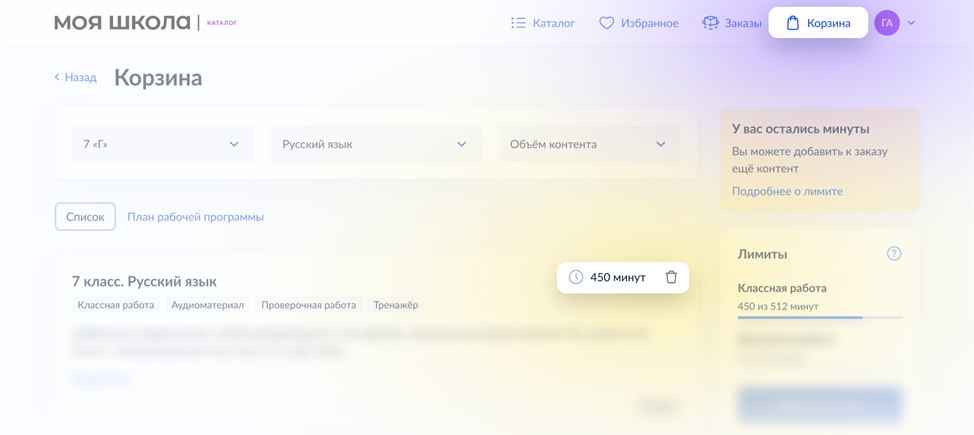 МОЯ ШКОЛА | КАТАЛОГ
Каталог
Избранное
Заказы
Корзина
ГА
Назад
Корзина
7 «Г»
Русский язык
Объём контента
У вас остались минуты
Вы можете добавить к заказу
ещё контент
Подробнее о лимите
Список
План рабочей программы
7 класс. Русский язык
450 минут
Классная работа
Аудиоматериал
Проверочная работа
Тренажёр
Лимиты
?
Классная работа
450 из 512 минут